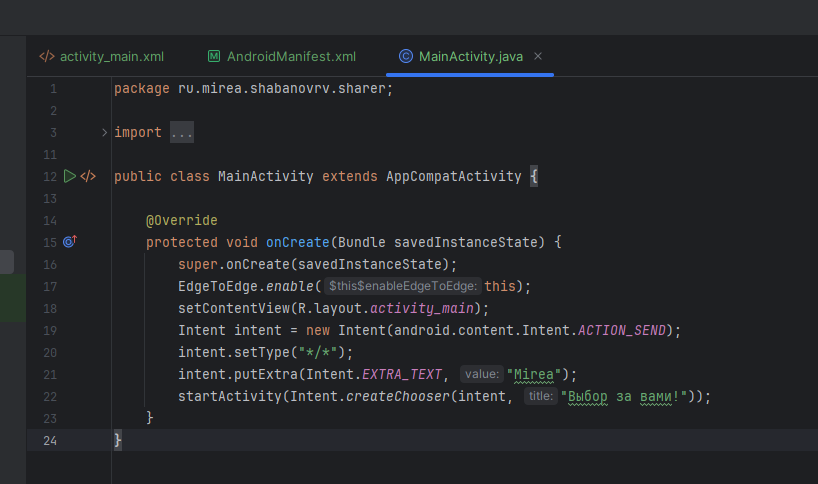 activity_main.xml AndroidManifest.xml MainActivity.java
1 package ru.mirea.shabanovrv.sharer;
2
3 import ...
11
12 public class MainActivity extends AppCompatActivity {
13
14 @Override
15 protected void onCreate(Bundle savedInstanceState) {
16 super.onCreate(savedInstanceState);
17 EdgeToEdge.enable( $this$enableEdgeToEdge: this);
18 setContentView(R.layout.activity_main);
19 Intent intent = new Intent(android.content.Intent.ACTION_SEND);
20 intent.setType("*/*");
21 intent.putExtra(Intent.EXTRA_TEXT, value: "Mirea");
22 startActivity(Intent.createChooser(intent, title: "Выбор за вами!"));
23 }
24 }